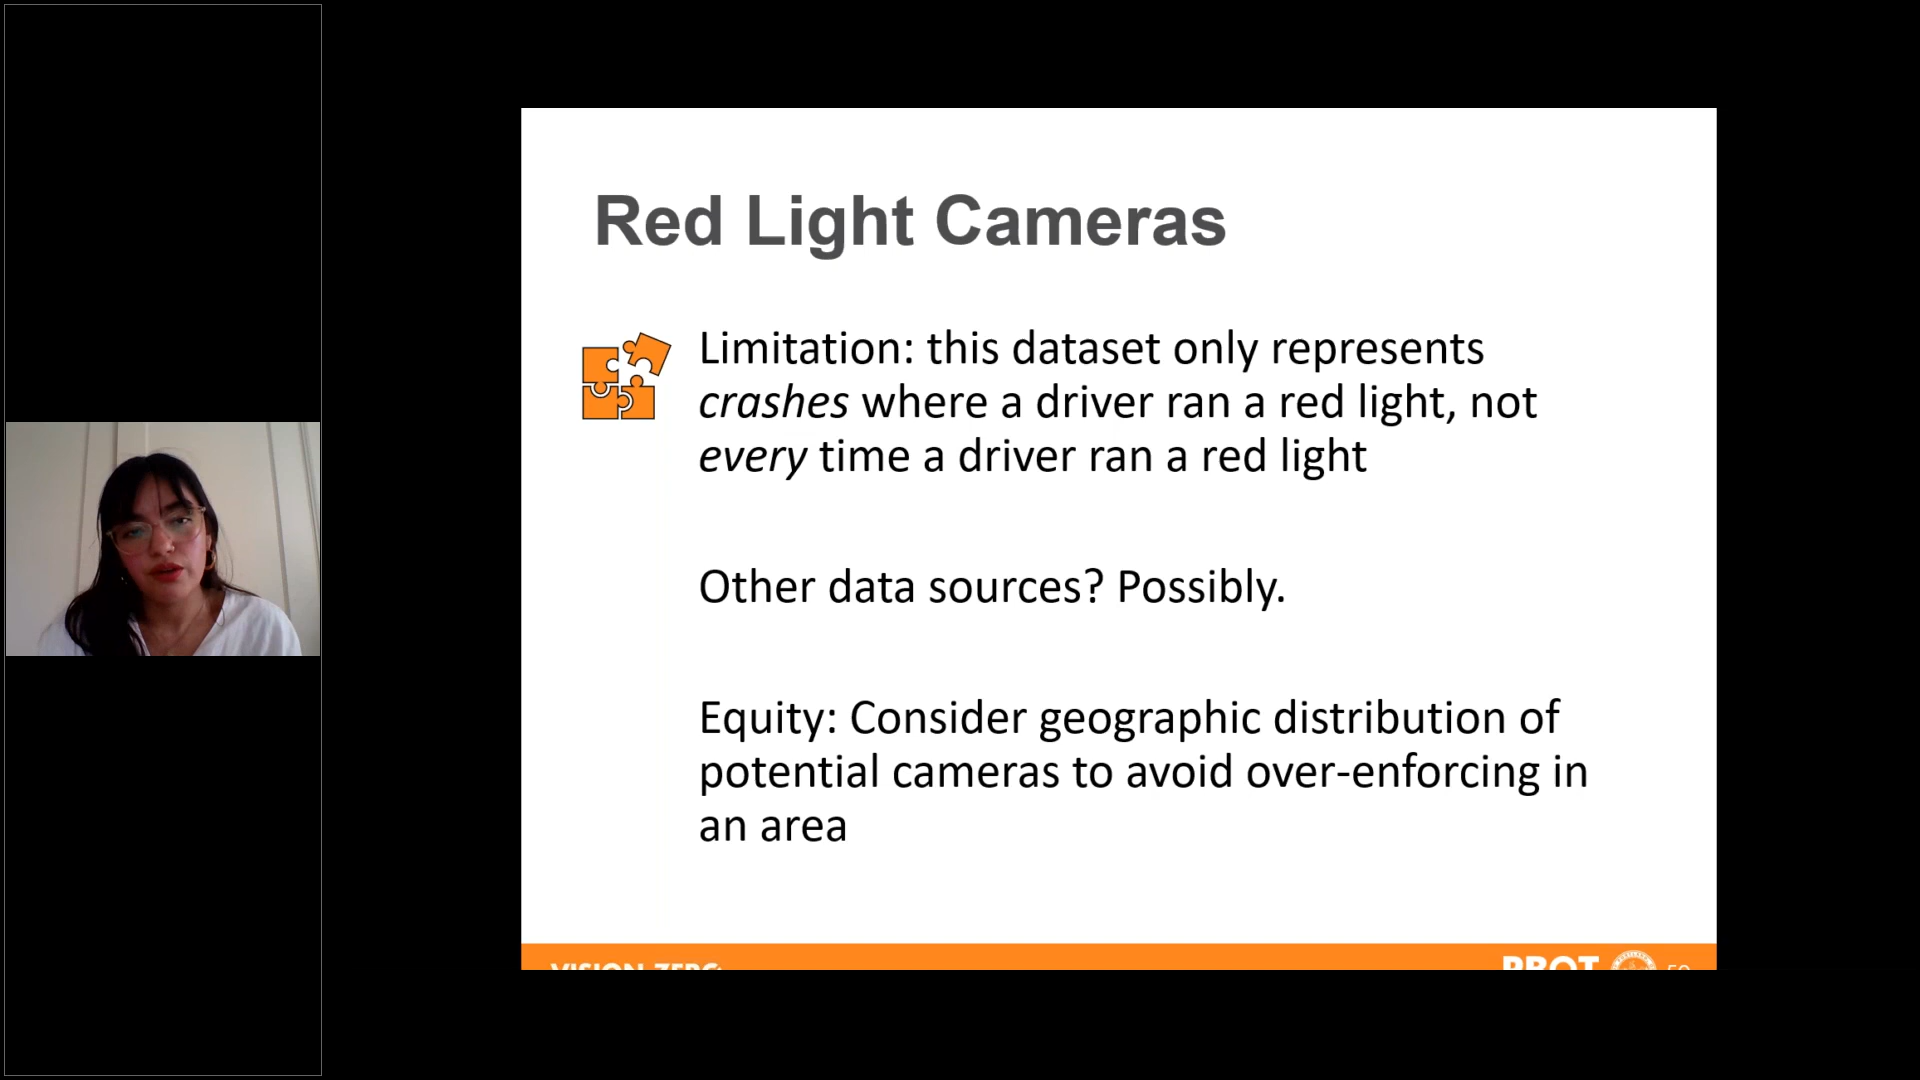 Red Light Cameras
Limitation: this dataset only represents
crashes where a driver ran a red light, not
every time a driver ran a red light
Other data sources? Possibly.
Equity: Consider geographic distribution of
potential cameras to avoid over-enforcing in
an area
VISION ZERO
PBOT